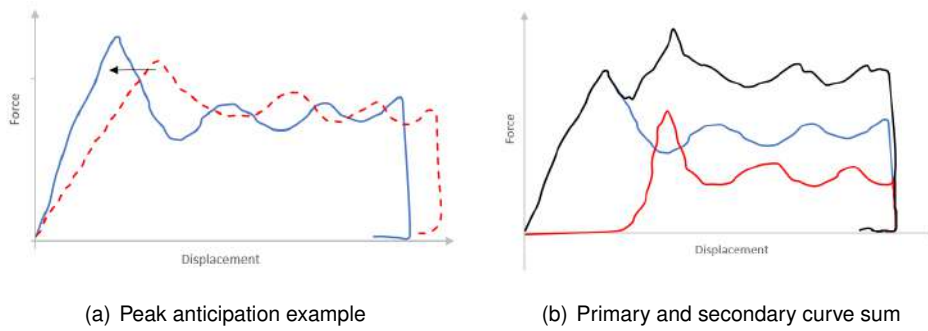 Force
Displacement
Force
Displacement
(a) Peak anticipation example
(b) Primary and secondary curve sum